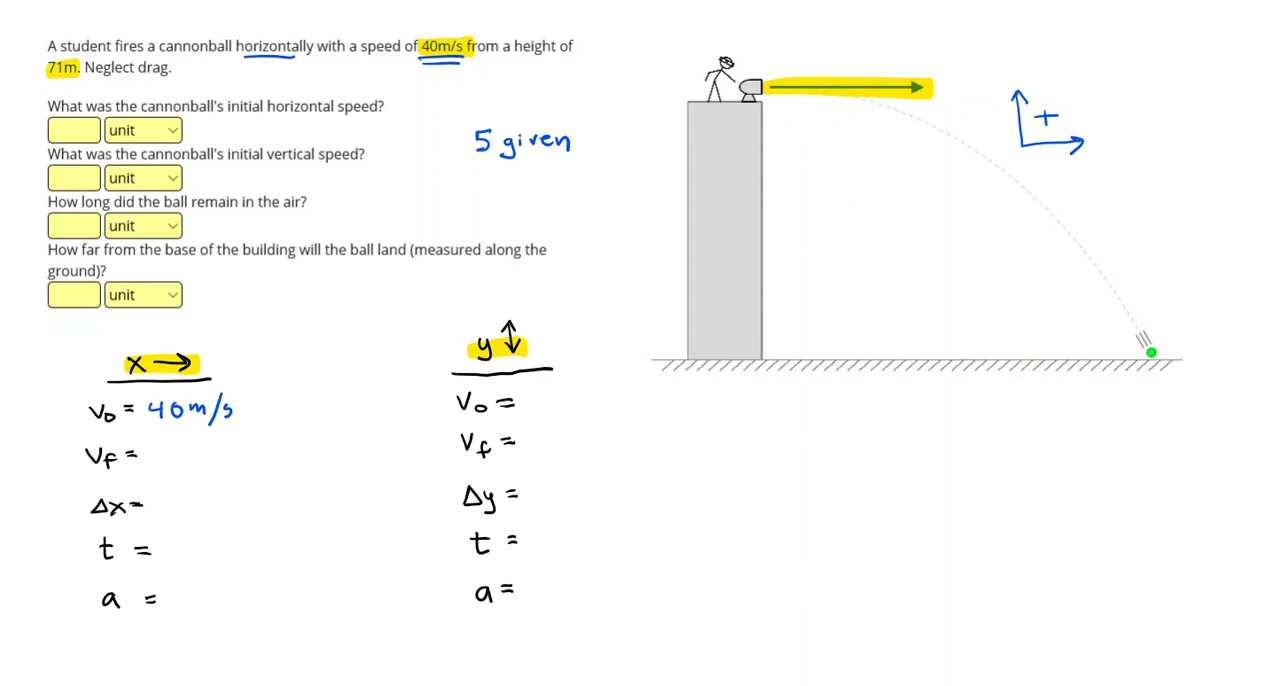 A student fires a cannonball horizontally with a speed of 40m/s from a height of
71m. Neglect drag.
What was the cannonball's initial horizontal speed?
unit
What was the cannonball's initial vertical speed?
unit
How long did the ball remain in the air?
unit
How far from the base of the building will the ball land (measured along the
ground)?
unit
5 given
+
x →
v₀ = 40m/s
v_f =
Δx=
t =
a =
y ↕
v₀ =
v_f =
Δy =
t =
a =